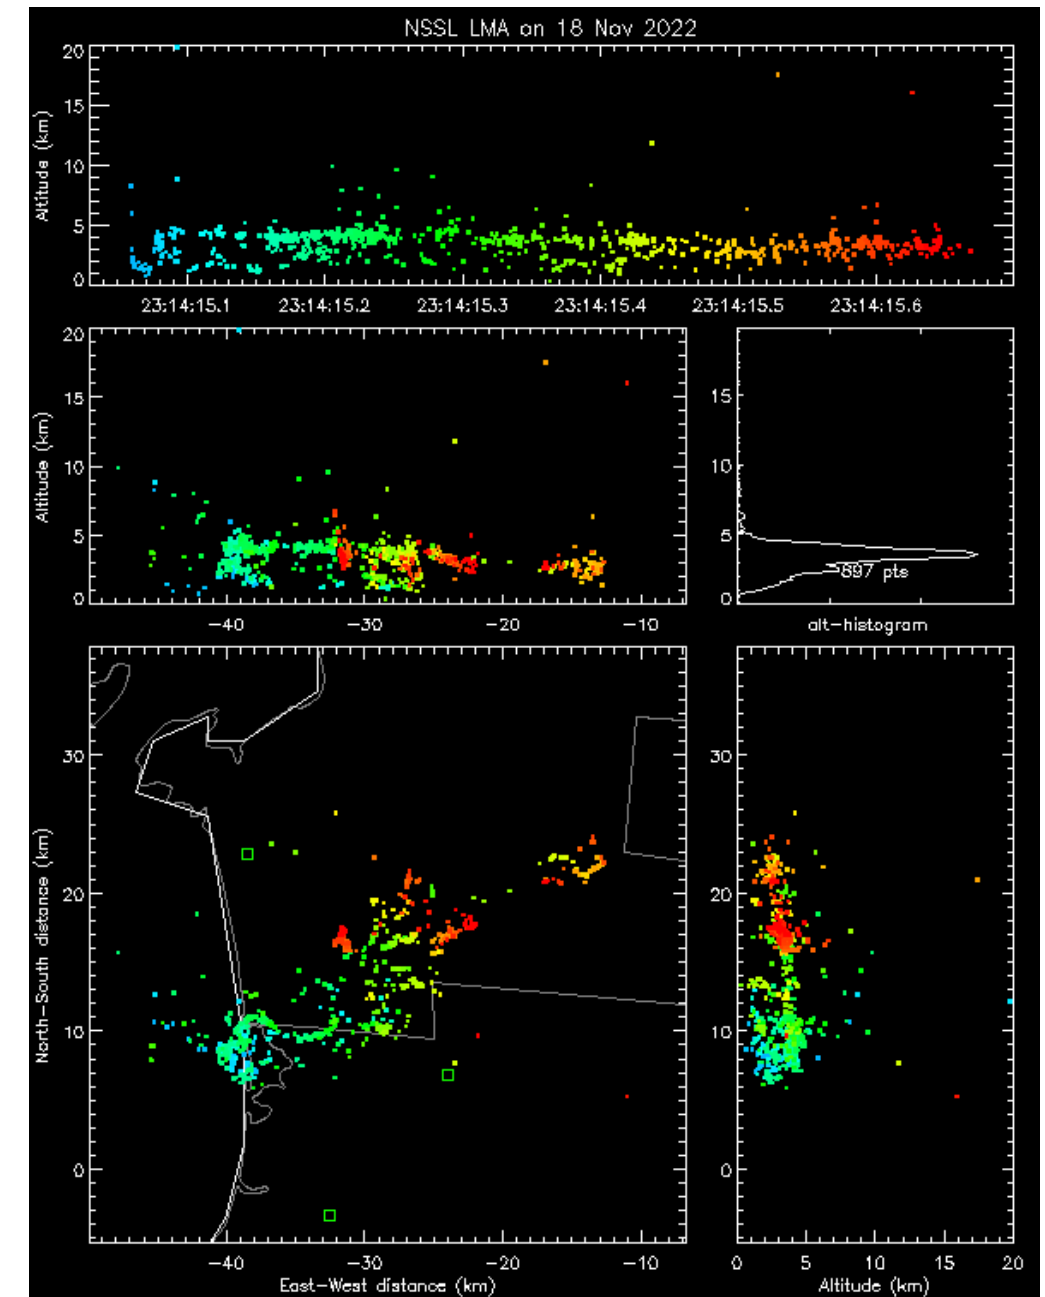 NSSL LMA on 18 Nov 2022
20
15
10
5
0
Altitude (km)
23:14:15.1 23:14:15.2 23:14:15.3 23:14:15.4 23:14:15.5 23:14:15.6
20
15
10
5
0
Altitude (km)
-40 -30 -20 -10
15
10
5
0
897 pts
alt-histogram
30
20
10
0
North-South distance (km)
-40 -30 -20 -10
East-West distance (km)
30
20
10
0
0 5 10 15 20
Altitude (km)